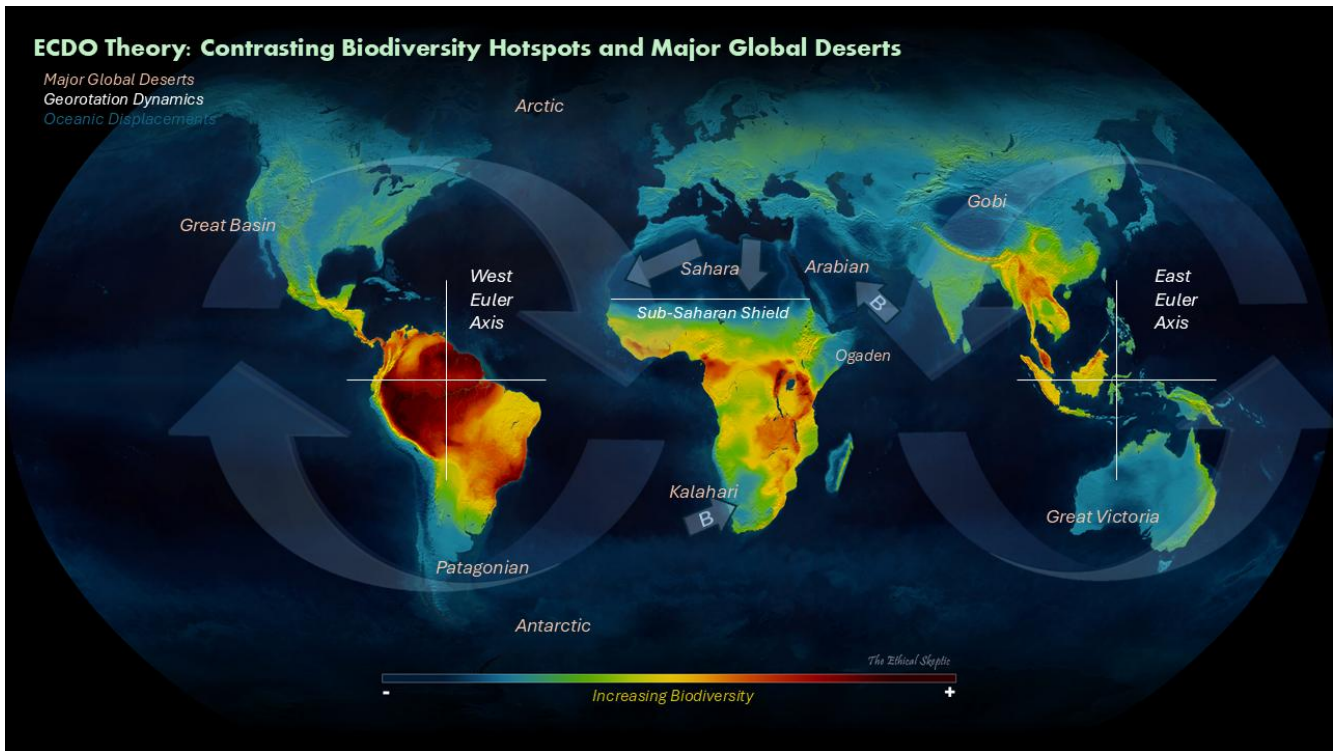 ECDO Theory: Contrasting Biodiversity Hotspots and Major Global Deserts
Major Global Deserts
Georotation Dynamics
Oceanic Displacements
Arctic
Great Basin
Gobi
West
Euler
Axis
Sahara
Arabian
B
East
Euler
Axis
Sub-Saharan Shield
Ogaden
Kalahari
B
Great Victoria
Patagonian
Antarctic
The Ethical Skeptic
- +
Increasing Biodiversity